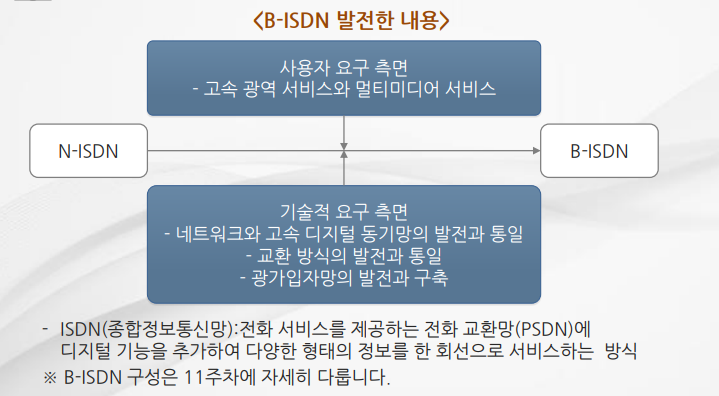 <B-ISDN 발전한 내용>
사용자 요구 측면
- 고속 광역 서비스와 멀티미디어 서비스
N-ISDN
B-ISDN
기술적 요구 측면
- 네트워크와 고속 디지털 동기망의 발전과 통일
- 교환 방식의 발전과 통일
- 광가입자망의 발전과 구축
- ISDN(종합정보통신망):전화 서비스를 제공하는 전화 교환망(PSDN)에
디지털 기능을 추가하여 다양한 형태의 정보를 한 회선으로 서비스하는 방식
※ B-ISDN 구성은 11주차에 자세히 다룹니다.